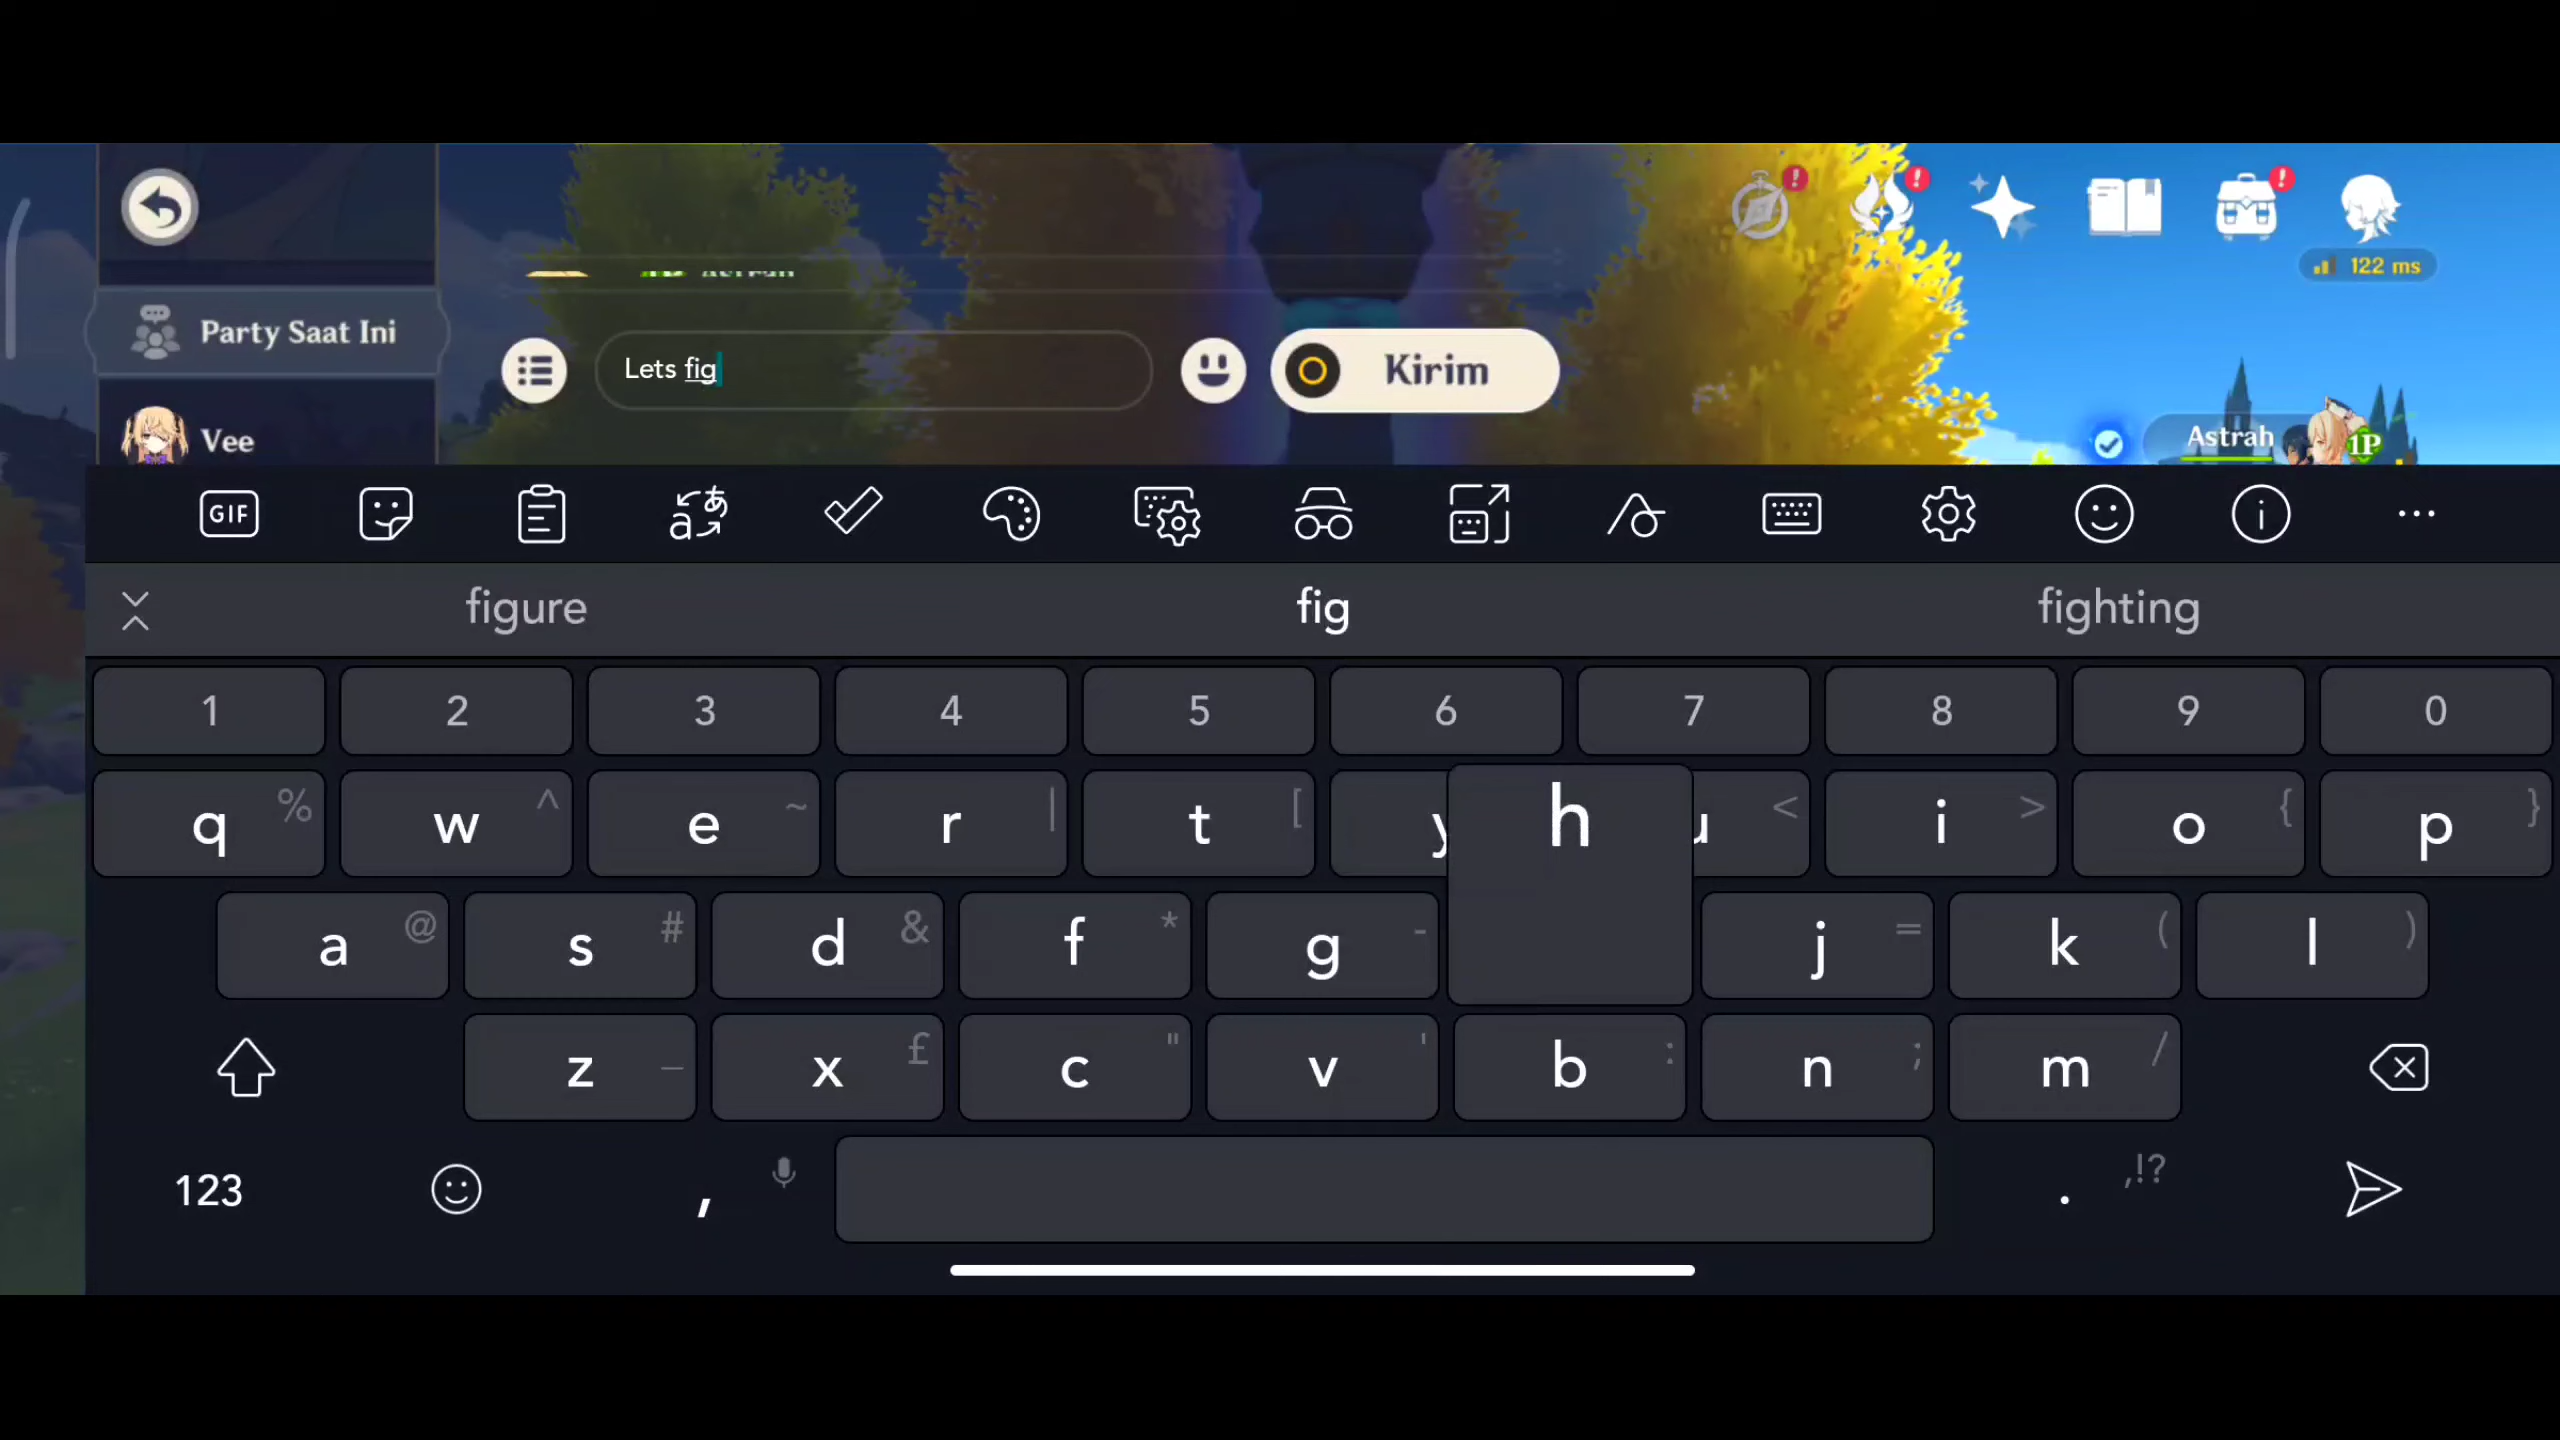 122 ms
Party Saat Ini
Lets fig
Kirim
Vee
Astrah
1P
GIF
figure
fig
fighting
1 2 3 4 5 6 7 8 9 0
q % w ^ e ~ r | t [ y h u < i > o { p }
a @ s # d & f * g - j = k ( l )
z _ x £ c " v ' b : n ; m /
123 , . ,!?